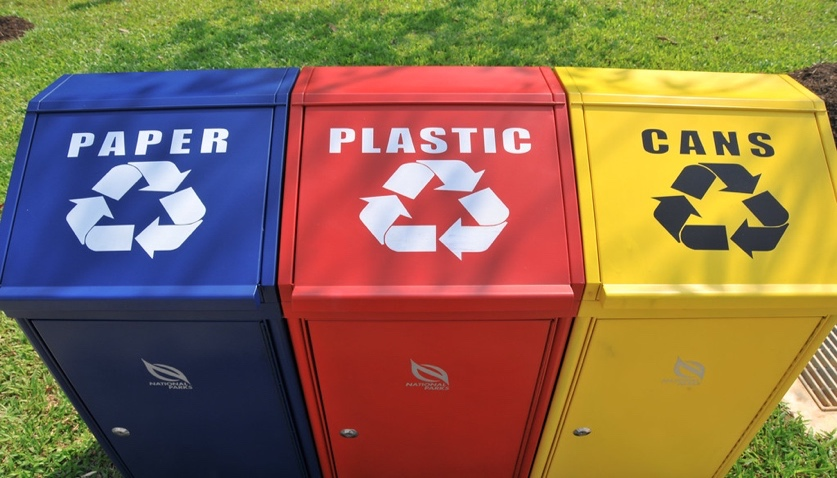 PAPER
PLASTIC
CANS
NATIONAL
PARKS
NATIONAL
PARKS